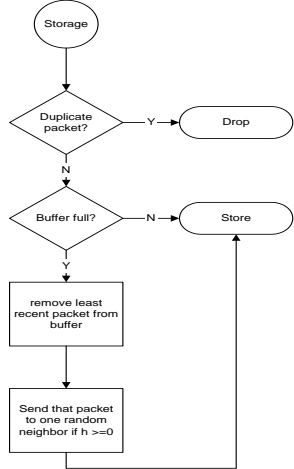 Storage
Duplicate
packet?
Y
Drop
N
Buffer full?
N
Store
Y
remove least
recent packet from
buffer
Send that packet
to one random
neighbor if h >=0